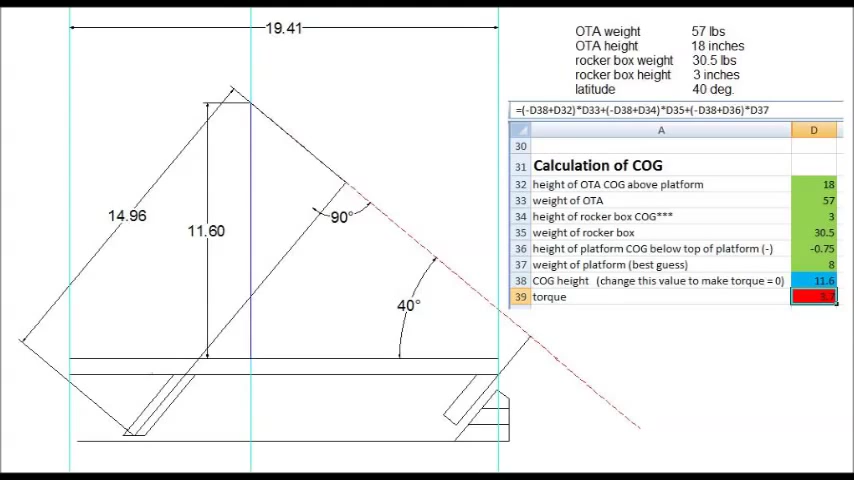 19.41
14.96
11.60
90°
40°
OTA weight 57 lbs
OTA height 18 inches
rocker box weight 30.5 lbs
rocker box height 3 inches
latitude 40 deg.
=(-D38+D32)*D33+(-D38+D34)*D35+(-D38+D36)*D37
A D
30
31 Calculation of COG
32 height of OTA COG above platform 18
33 weight of OTA 57
34 height of rocker box COG*** 3
35 weight of rocker box 30.5
36 height of platform COG below top of platform (-) -0.75
37 weight of platform (best guess) 8
38 COG height (change this value to make torque = 0) 11.6
39 torque 3.7